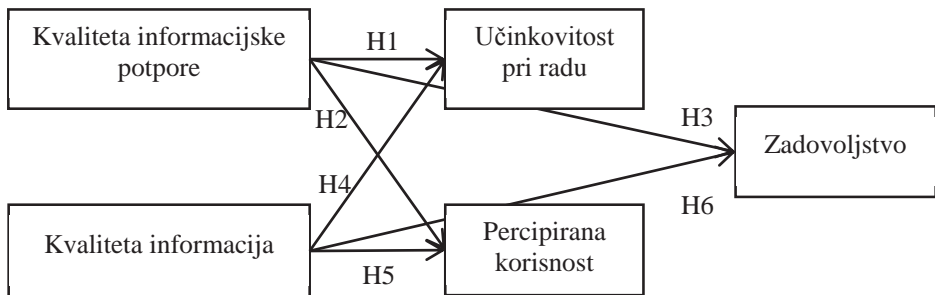 Kvaliteta informacijske
potpore
H1
Učinkovitost
pri radu
H2
H3
Zadovoljstvo
H4
H6
Kvaliteta informacija
H5
Percipirana
korisnost